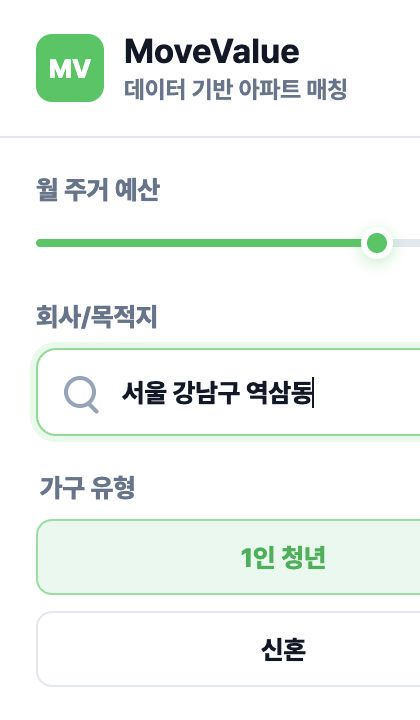 MV
MoveValue
데이터 기반 아파트 매칭
월 주거 예산
회사/목적지
서울 강남구 역삼동
가구 유형
1인 청년
신혼